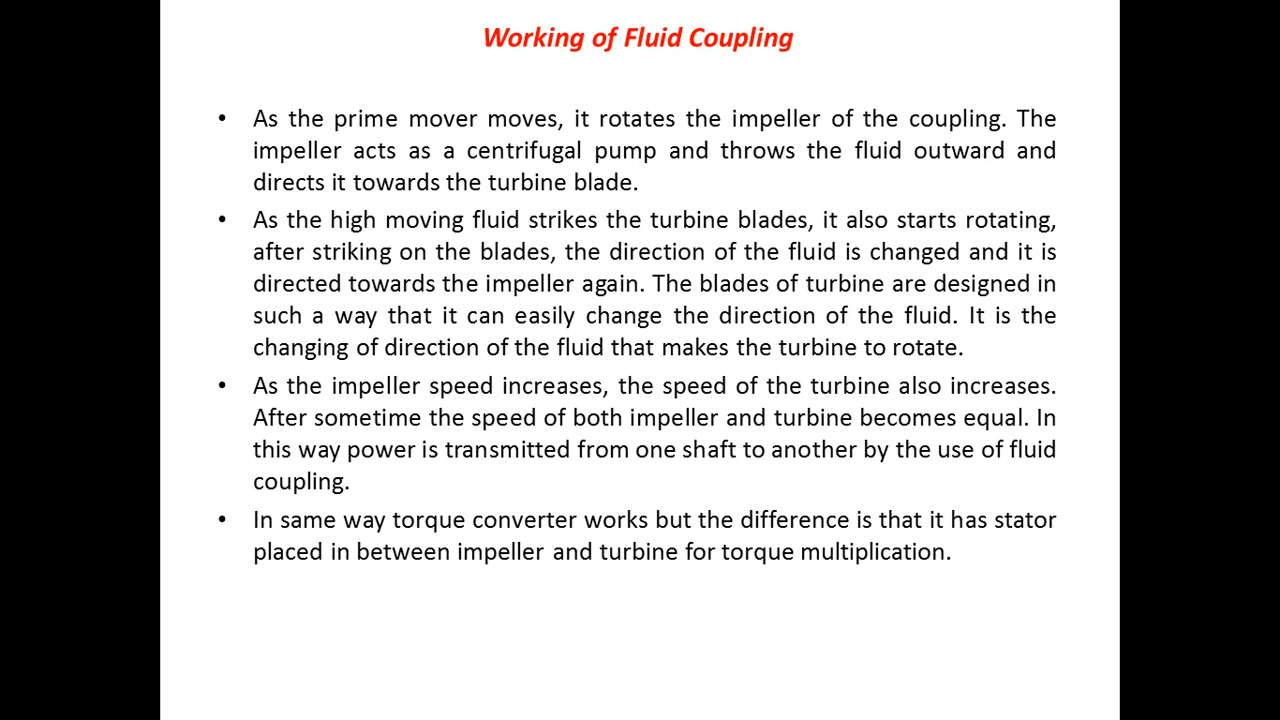 Working of Fluid Coupling
• As the prime mover moves, it rotates the impeller of the coupling. The
impeller acts as a centrifugal pump and throws the fluid outward and
directs it towards the turbine blade.
• As the high moving fluid strikes the turbine blades, it also starts rotating,
after striking on the blades, the direction of the fluid is changed and it is
directed towards the impeller again. The blades of turbine are designed in
such a way that it can easily change the direction of the fluid. It is the
changing of direction of the fluid that makes the turbine to rotate.
• As the impeller speed increases, the speed of the turbine also increases.
After sometime the speed of both impeller and turbine becomes equal. In
this way power is transmitted from one shaft to another by the use of fluid
coupling.
• In same way torque converter works but the difference is that it has stator
placed in between impeller and turbine for torque multiplication.